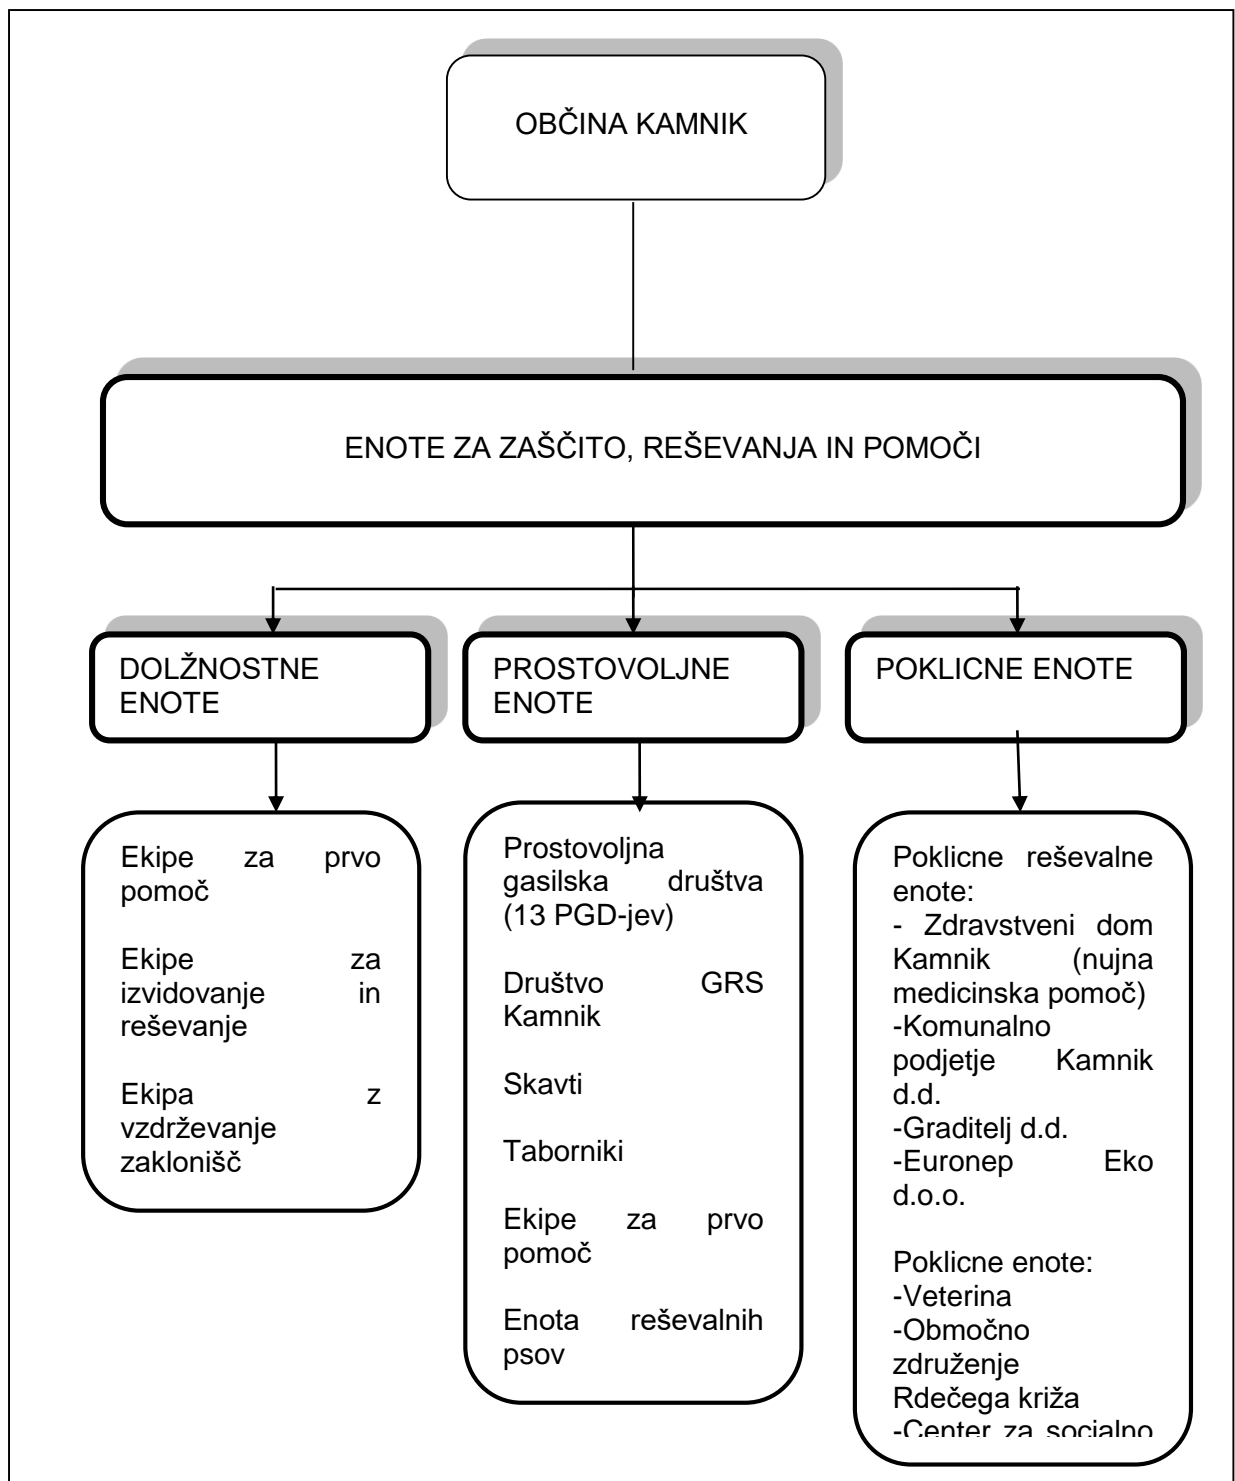 OBČINA KAMNIK
ENOTE ZA ZAŠČITO, REŠEVANJA IN POMOČI
DOLŽNOSTNE
ENOTE
PROSTOVOLJNE
ENOTE
POKLICNE ENOTE
Ekipe za prvo
pomoč
Ekipe za
izvidovanje in
reševanje
Ekipa z
vzdrževanje
zaklonišč
Prostovoljna
gasilska društva
(13 PGD-jev)
Društvo GRS
Kamnik
Skavti
Taborniki
Ekipe za prvo
pomoč
Enota reševalnih
psov
Poklicne reševalne
enote:
- Zdravstveni dom
Kamnik (nujna
medicinska pomoč)
-Komunalno
podjetje Kamnik
d.d.
-Graditelj d.d.
-Euronep Eko
d.o.o.
Poklicne enote:
-Veterina
-Območno
združenje
Rdečega križa
-Center za socialno